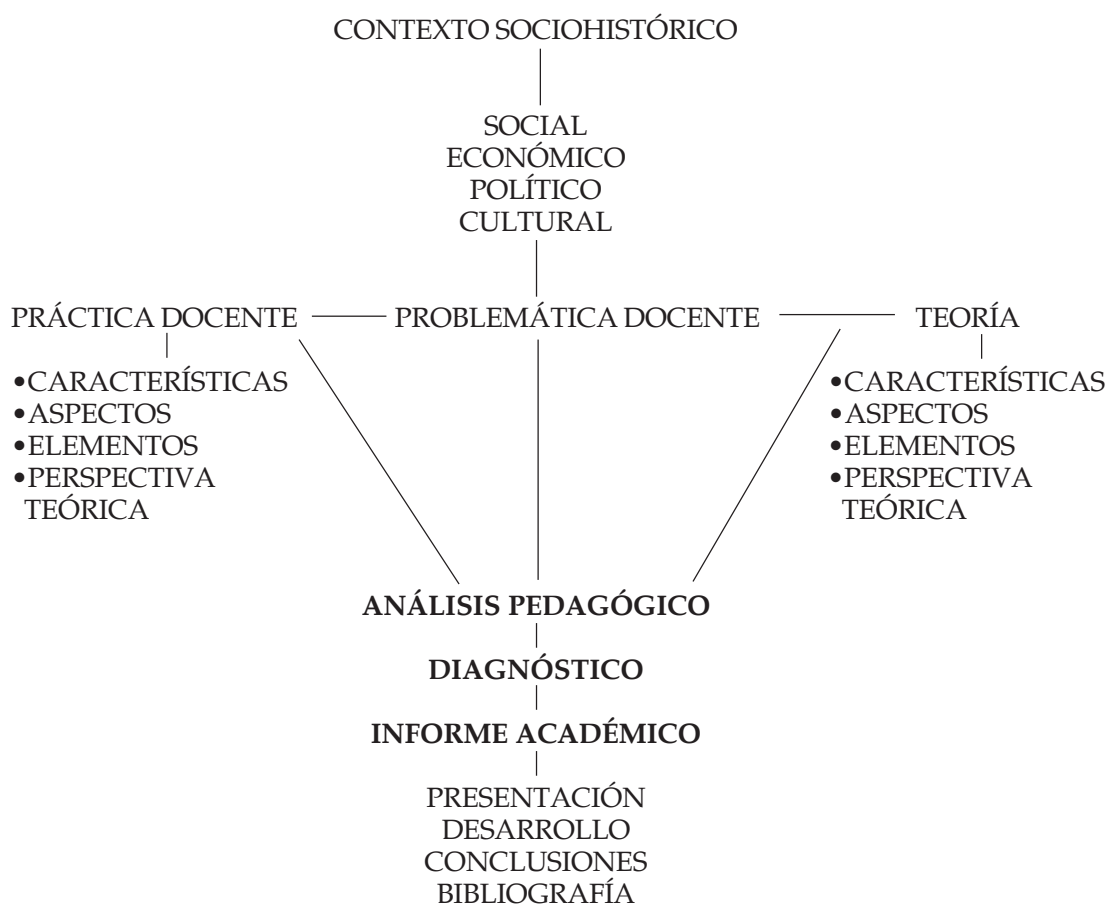 CONTEXTO SOCIOHISTÓRICO
SOCIAL
ECONÓMICO
POLÍTICO
CULTURAL
PRÁCTICA DOCENTE
PROBLEMÁTICA DOCENTE
TEORÍA
•CARACTERÍSTICAS
•ASPECTOS
•ELEMENTOS
•PERSPECTIVA
TEÓRICA
•CARACTERÍSTICAS
•ASPECTOS
•ELEMENTOS
•PERSPECTIVA
TEÓRICA
ANÁLISIS PEDAGÓGICO
DIAGNÓSTICO
INFORME ACADÉMICO
PRESENTACIÓN
DESARROLLO
CONCLUSIONES
BIBLIOGRAFÍA